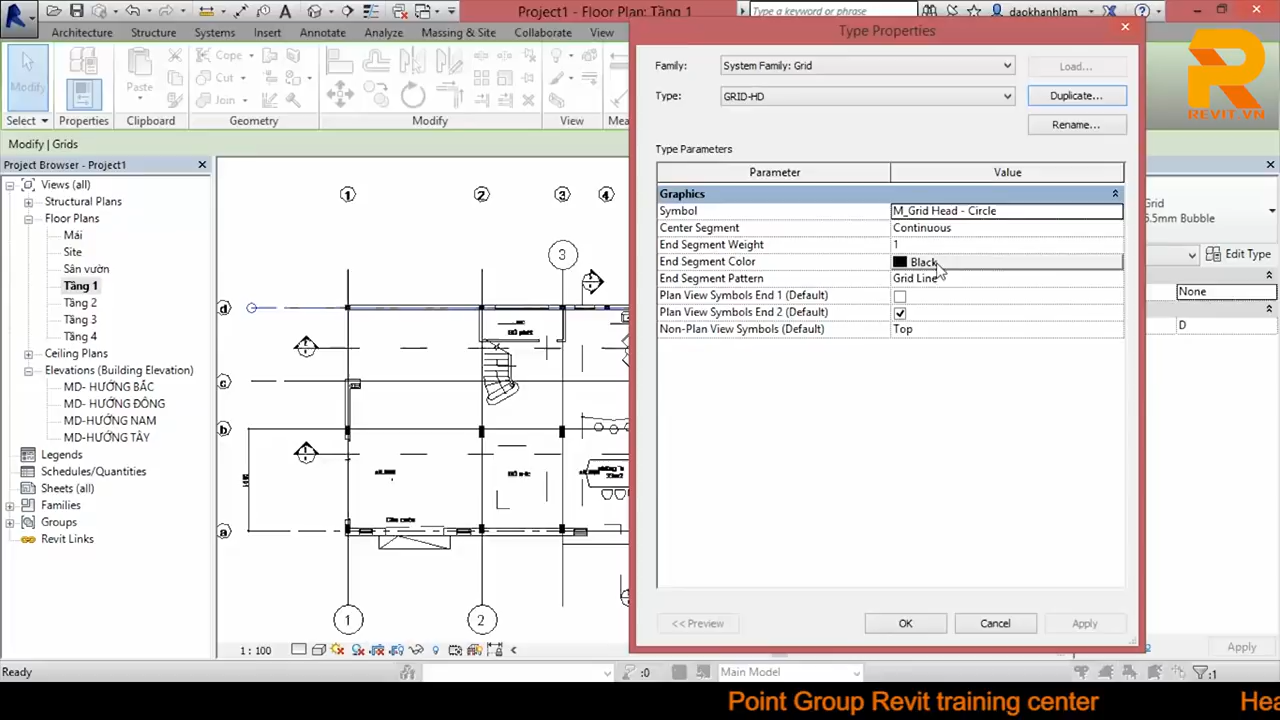 Project1 - Floor Plan: Tầng 1
Type a keyword or phrase
daokhanhlam
Architecture Structure Systems Insert Annotate Analyze Massing & Site Collaborate View
Modify
Paste
Cope
Cut
Join
Select Properties Clipboard Geometry Modify View
Modify | Grids
Project Browser - Project1
Views (all)
Structural Plans
Floor Plans
Mái
Site
Sân vườn
Tầng 1
Tầng 2
Tầng 3
Tầng 4
Ceiling Plans
Elevations (Building Elevation)
MD- HƯỚNG BẮC
MD- HƯỚNG ĐÔNG
MD-HƯỚNG NAM
MD-HƯỚNG TÂY
Legends
Schedules/Quantities
Sheets (all)
Families
Groups
Revit Links
1 2 3 4
3
d
c
b
a
1 2
1 : 100
Ready
:0
Main Model
:1
Type Properties
Family: System Family: Grid Load...
Type: GRID-HD Duplicate...
Rename...
Type Parameters
Parameter Value
Graphics
Symbol M_Grid Head - Circle
Center Segment Continuous
End Segment Weight 1
End Segment Color Black
End Segment Pattern Grid Line
Plan View Symbols End 1 (Default)
Plan View Symbols End 2 (Default)
Non-Plan View Symbols (Default) Top
<< Preview OK Cancel Apply
REVIT.VN
Grid
6.5mm Bubble
Edit Type
None
D
Apply
Point Group Revit training center